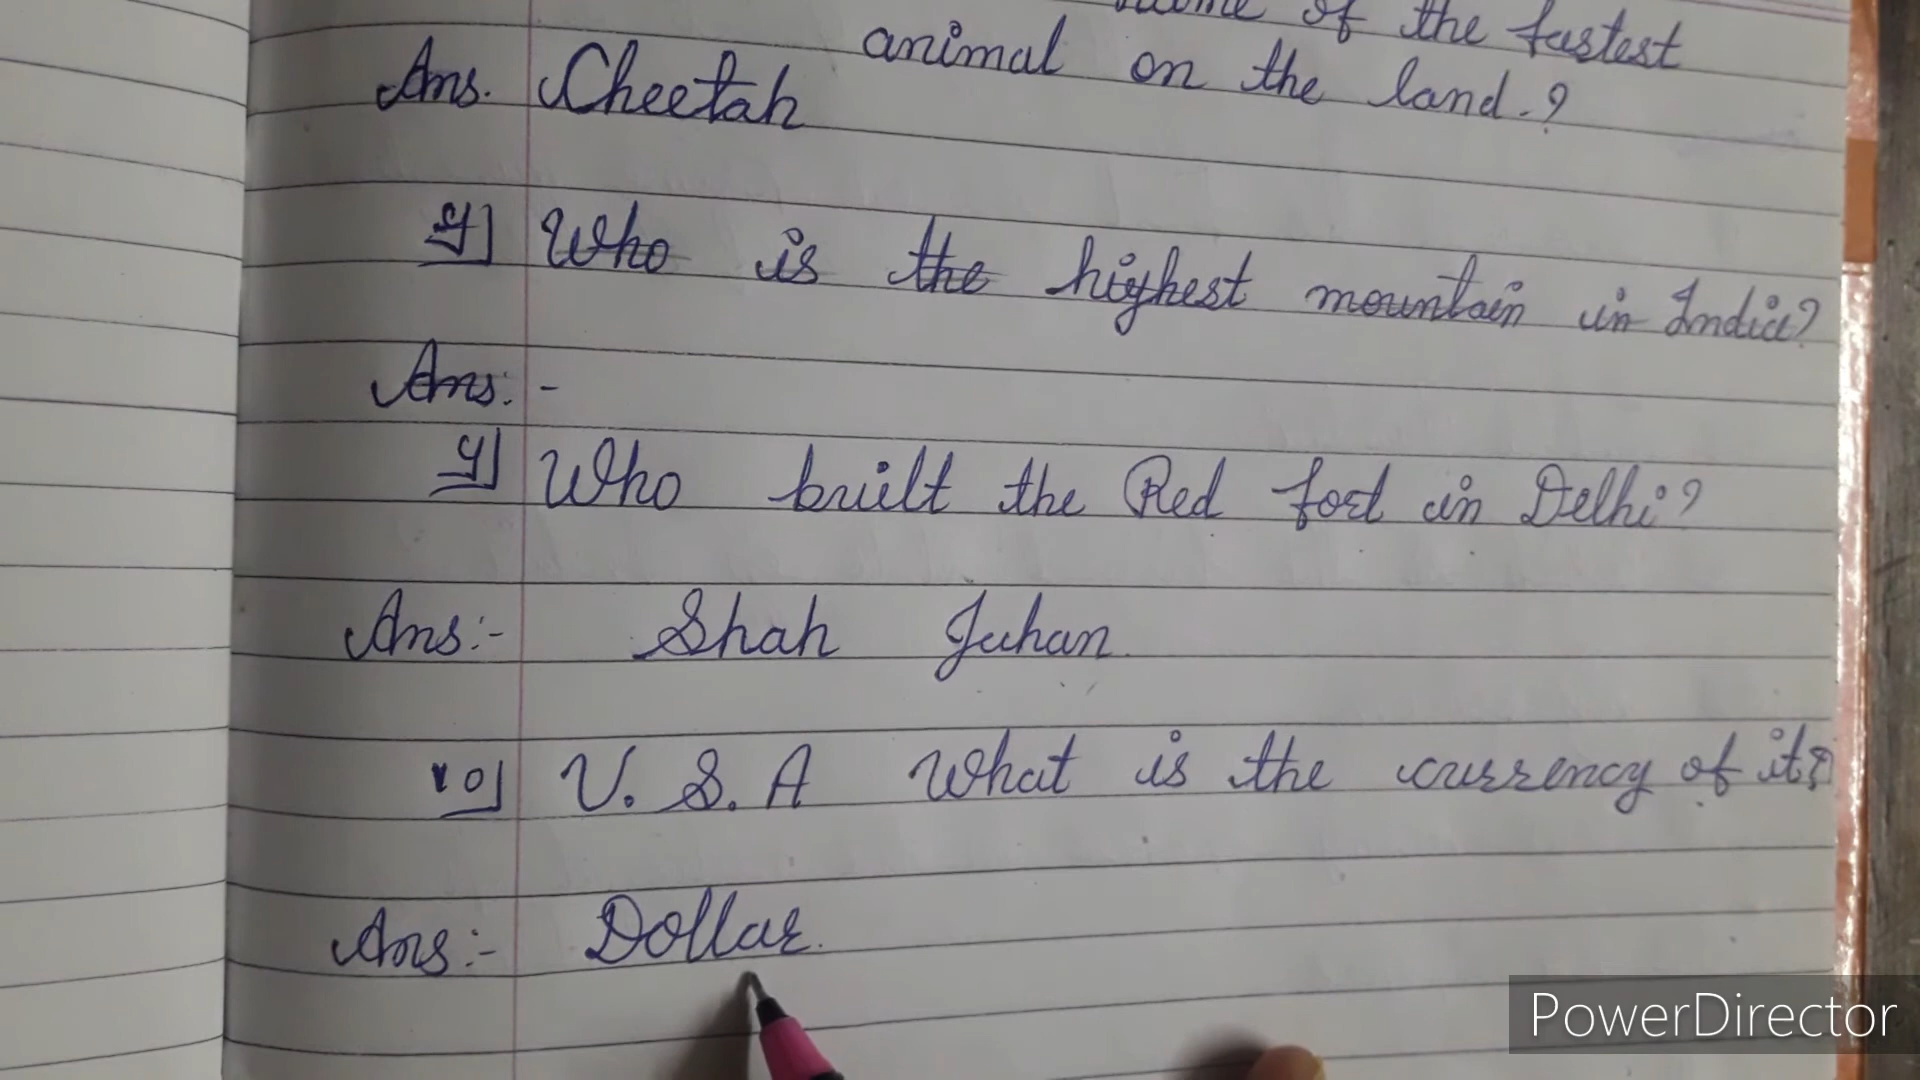 of the fastest
animal on the land.?
Ans. Cheetah
9] Who is the highest mountain in India?
Ans:-
9] Who built the Red fort in Delhi?
Ans:- Shah Juhan.
10] U. S. A What is the currency of it?
Ans:- Dollar.
PowerDirector